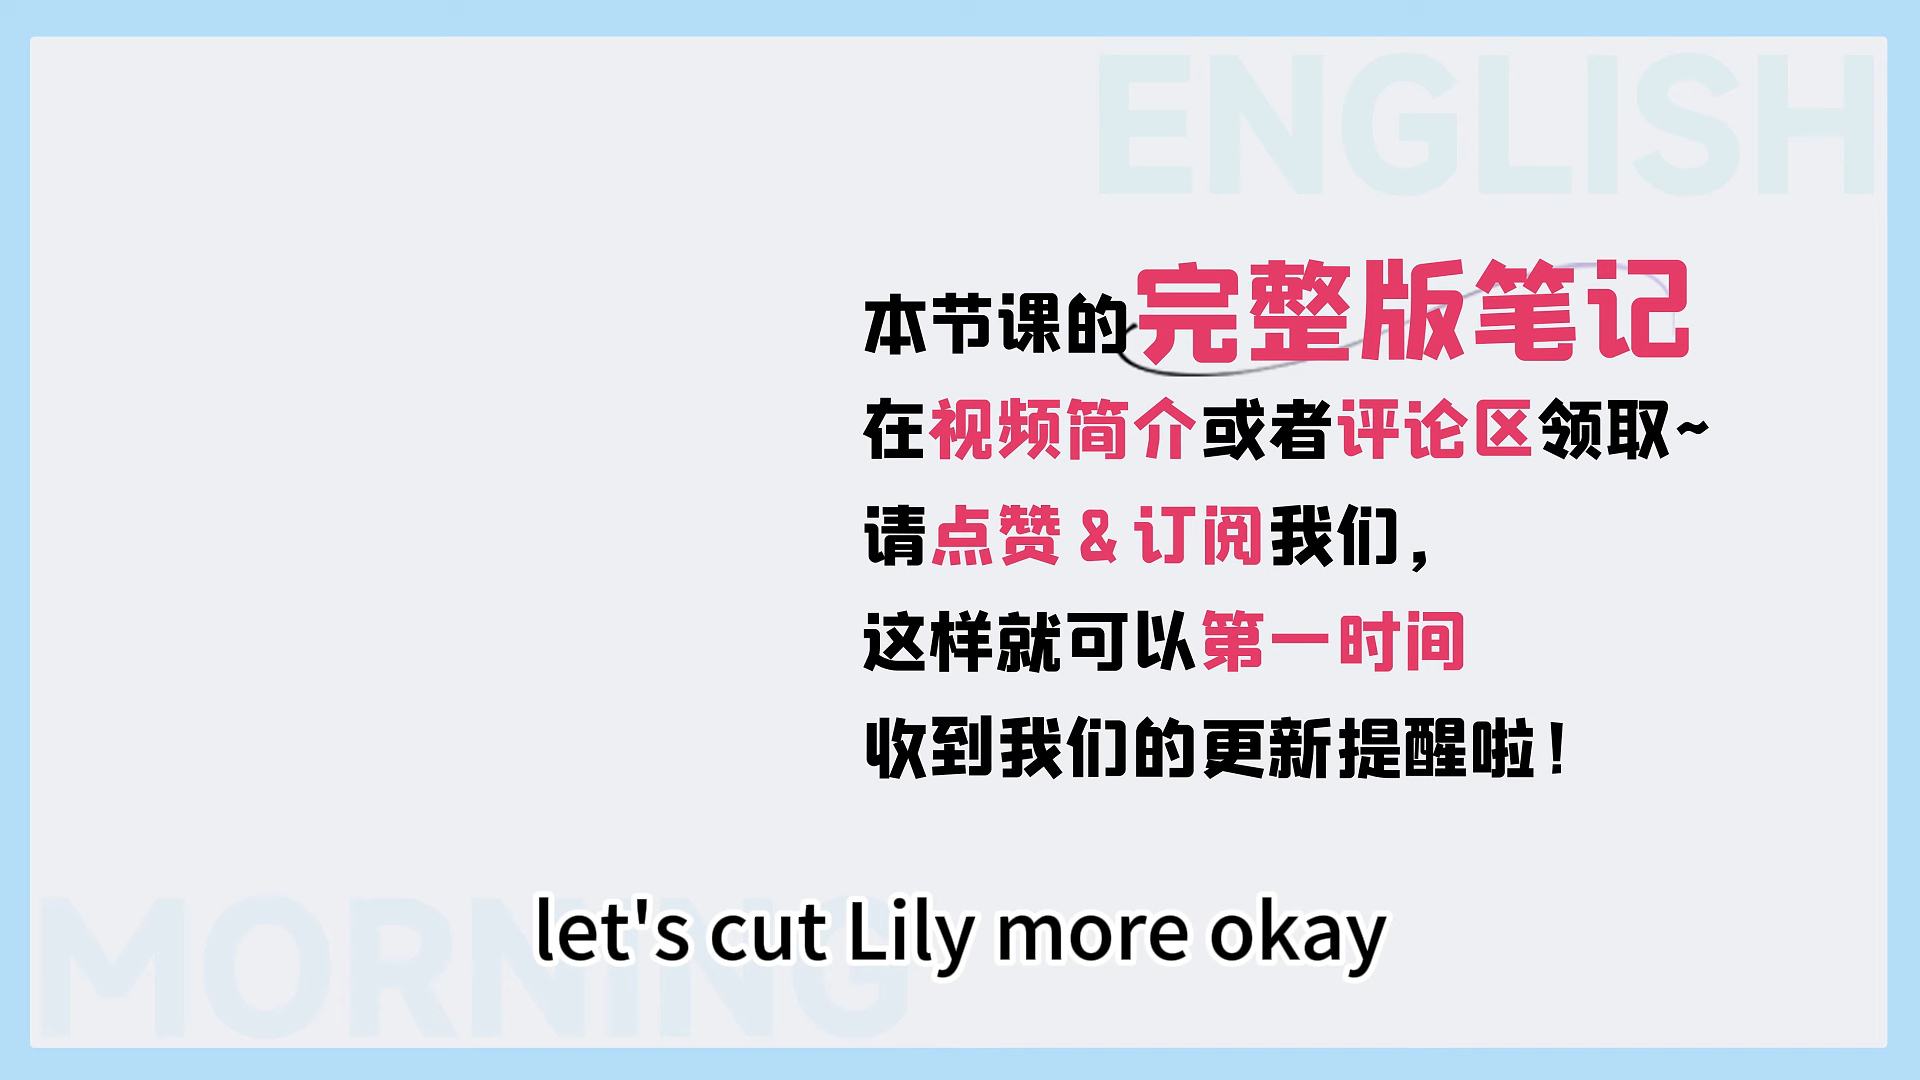 ENGLISH
本节课的完整版笔记
在视频简介或者评论区领取~
请点赞&订阅我们，
这样就可以第一时间
收到我们的更新提醒啦！
let's cut Lily more okay
MORNING